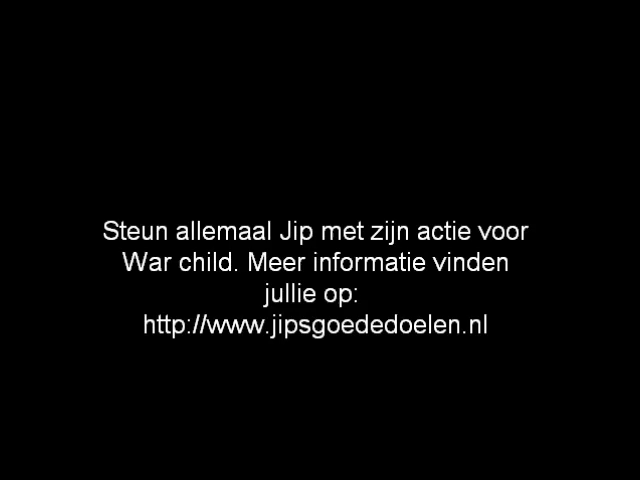 Steun allemaal Jip met zijn actie voor
War child. Meer informatie vinden
jullie op:
http://www.jipsgoededoelen.nl